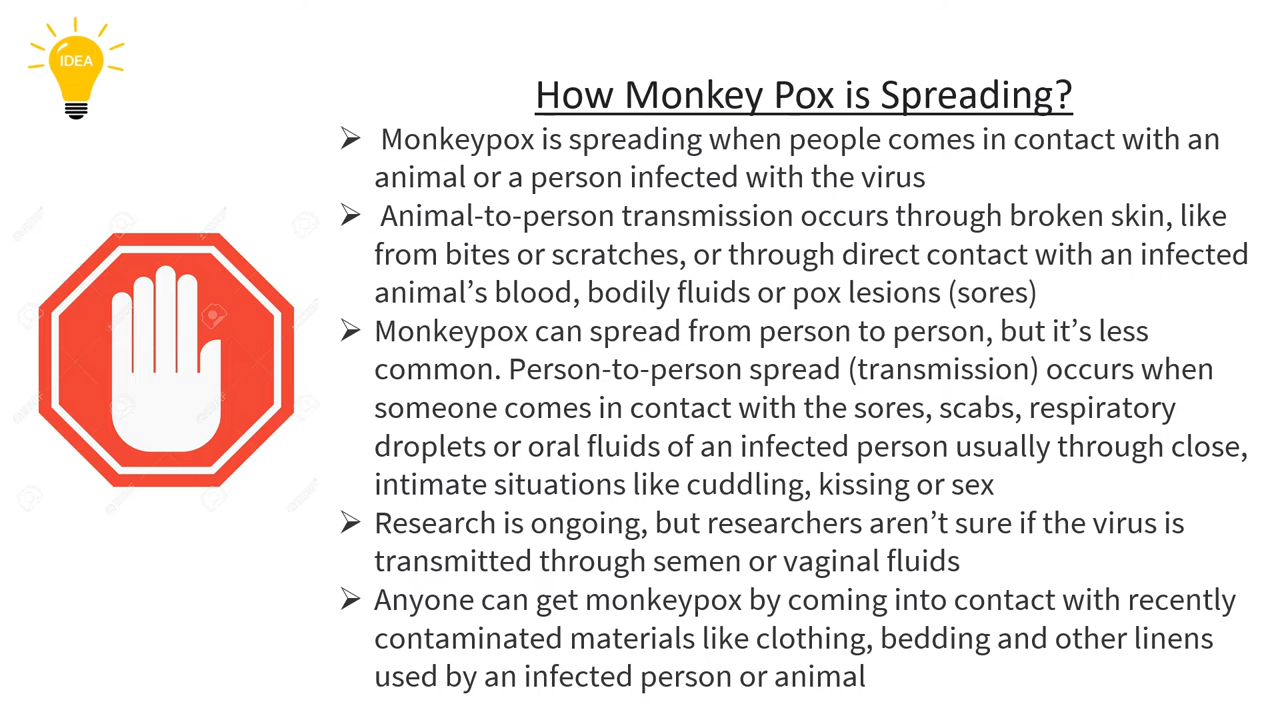 IDEA
How Monkey Pox is Spreading?
➢ Monkeypox is spreading when people comes in contact with an
animal or a person infected with the virus
➢ Animal-to-person transmission occurs through broken skin, like
from bites or scratches, or through direct contact with an infected
animal’s blood, bodily fluids or pox lesions (sores)
➢ Monkeypox can spread from person to person, but it’s less
common. Person-to-person spread (transmission) occurs when
someone comes in contact with the sores, scabs, respiratory
droplets or oral fluids of an infected person usually through close,
intimate situations like cuddling, kissing or sex
➢ Research is ongoing, but researchers aren’t sure if the virus is
transmitted through semen or vaginal fluids
➢ Anyone can get monkeypox by coming into contact with recently
contaminated materials like clothing, bedding and other linens
used by an infected person or animal